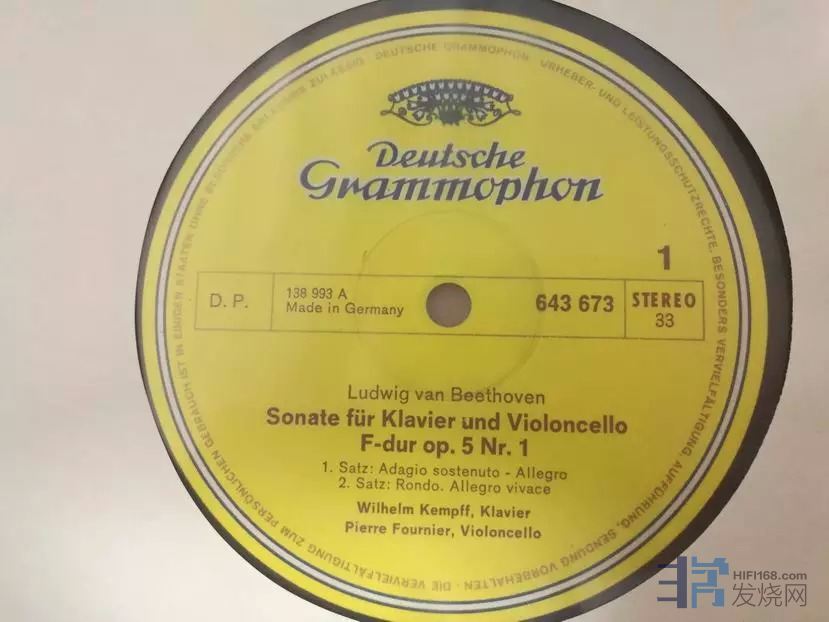 Deutsche
Grammophon
1
D. P.
138 993 A
Made in Germany
643 673
STEREO
33
Ludwig van Beethoven
Sonate für Klavier und Violoncello
F-dur op. 5 Nr. 1
1. Satz: Adagio sostenuto - Allegro
2. Satz: Rondo. Allegro vivace
Wilhelm Kempff, Klavier
Pierre Fournier, Violoncello
DEUTSCHE GRAMMOPHON · URHEBER- UND LEISTUNGSSCHUTZRECHTE, BESONDERS VERVIELFÄLTIGUNG, AUFFÜHRUNG, SENDUNG VORBEHALTEN · DIE VERVIELFÄLTIGUNG ZUM PERSÖNLICHEN GEBRAUCH IST IN EINIGEN STAATEN OHNE BESONDERE ZULÄSSIG
HIFI168.com
发烧网